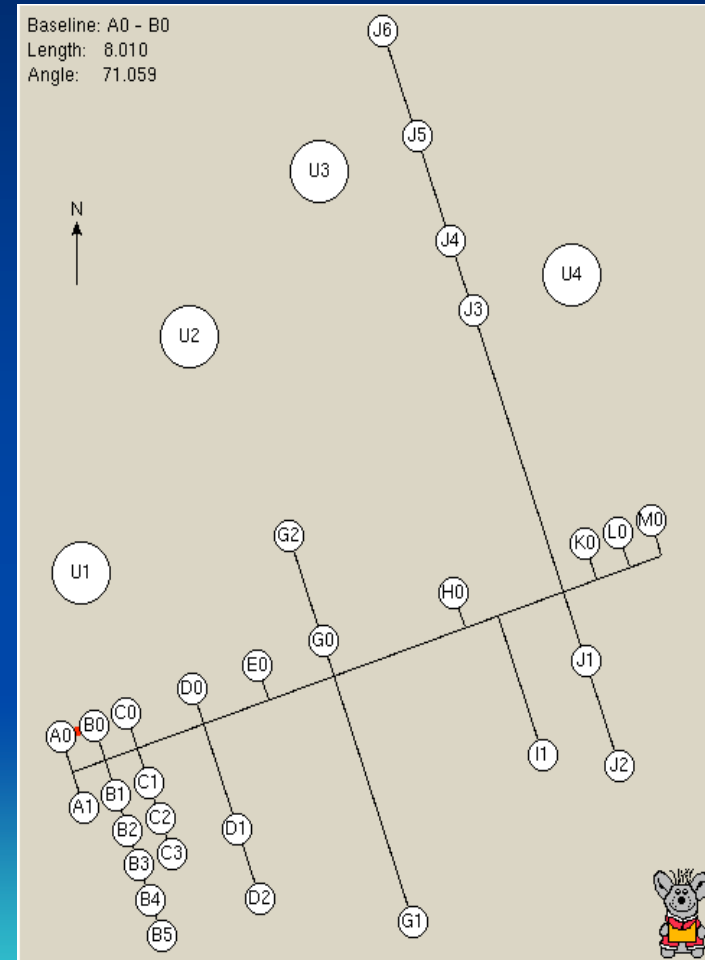 Baseline: A0 - B0
Length: 8.010
Angle: 71.059
J6
J5
U3
N
J4
U4
J3
U2
M0
L0
G2
K0
U1
H0
G0
J1
E0
D0
C0
B0
A0
I1
J2
C1
B1
A1
C2
D1
B2
C3
B3
D2
B4
G1
B5